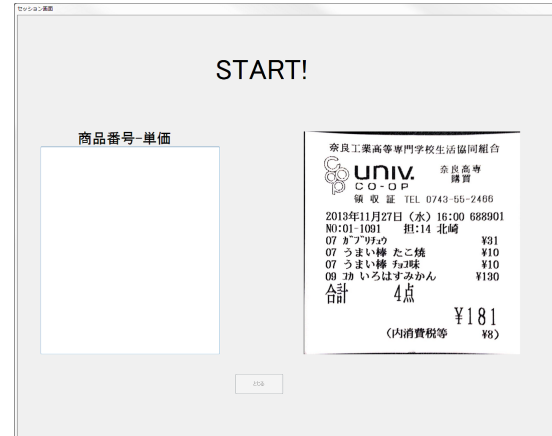 セッション画面
START!
商品番号-単価
奈良工業高等専門学校生活協同組合
Coop
UNIV.
CO-OP
奈良高専
購買
領収証 TEL 0743-55-2466
2013年11月27日(水)16:00 688901
N0:01-1091 担:14 北崎
07 ガブリチュウ ¥31
07 うまい棒 たこ焼 ¥10
07 うまい棒 チョコ味 ¥10
09 コカ いろはすみかん ¥130
合計 4点
¥181
(内消費税等 ¥8)